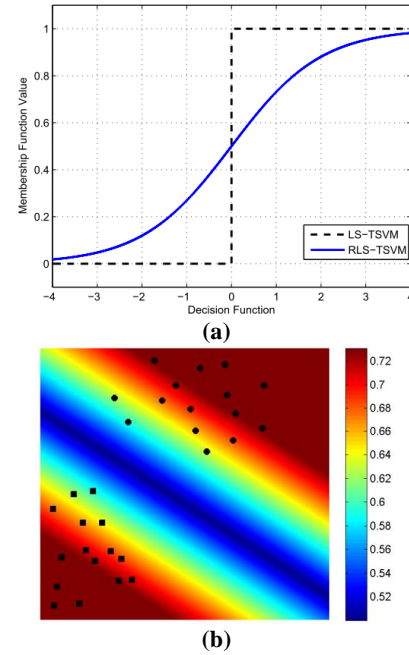 1
0.8
0.6
0.4
0.2
0
Membership Function Value
LS−TSVM
RLS−TSVM
−4 −3 −2 −1 0 1 2 3 4
Decision Function
(a)
0.72
0.7
0.68
0.66
0.64
0.62
0.6
0.58
0.56
0.54
0.52
(b)